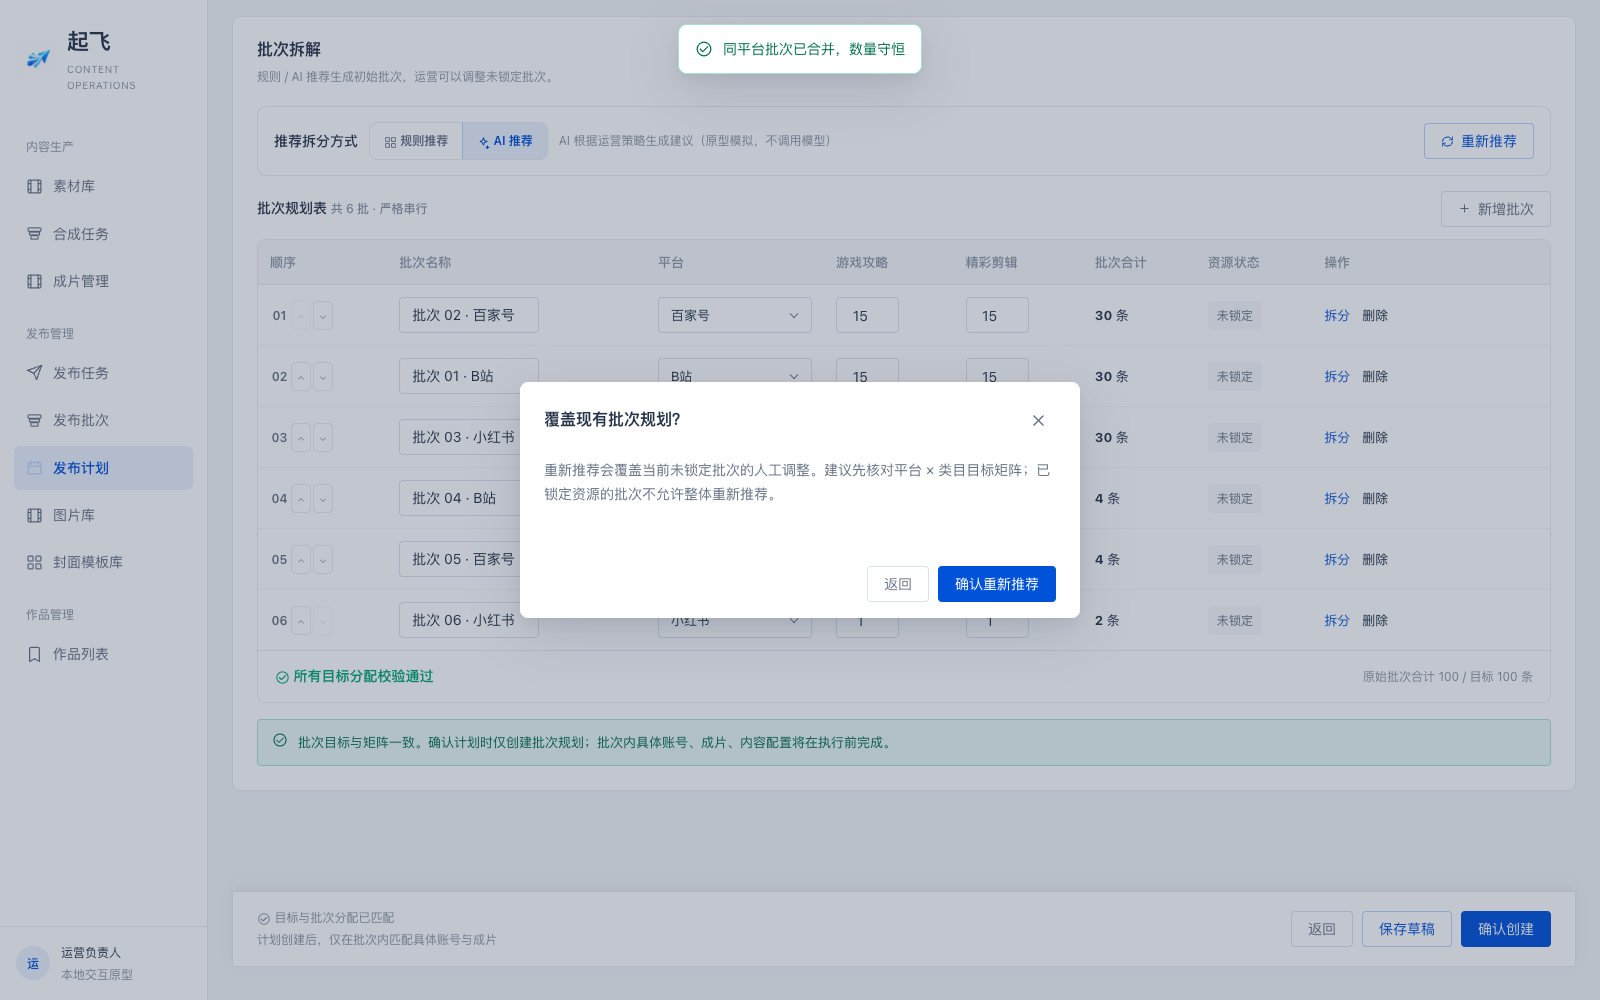 起飞
CONTENT
OPERATIONS
内容生产
素材库
合成任务
成片管理
发布管理
发布任务
发布批次
发布计划
图片库
封面模板库
作品管理
作品列表
运
运营负责人
本地交互原型
同平台批次已合并，数量守恒
批次拆解
规则 / AI 推荐生成初始批次，运营可以调整未锁定批次。
推荐拆分方式 规则推荐 AI 推荐 AI 根据运营策略生成建议（原型模拟，不调用模型） 重新推荐
批次规划表 共 6 批 · 严格串行 + 新增批次
顺序 批次名称 平台 游戏攻略 精彩剪辑 批次合计 资源状态 操作
01 批次 02 · 百家号 百家号 15 15 30 条 未锁定 拆分 删除
02 批次 01 · B站 B站 15 15 30 条 未锁定 拆分 删除
03 批次 03 · 小红书 30 条 未锁定 拆分 删除
04 批次 04 · B站 4 条 未锁定 拆分 删除
05 批次 05 · 百家号 4 条 未锁定 拆分 删除
06 批次 06 · 小红书 小红书 1 1 2 条 未锁定 拆分 删除
覆盖现有批次规划?
重新推荐会覆盖当前未锁定批次的人工调整。建议先核对平台 × 类目目标矩阵；已
锁定资源的批次不允许整体重新推荐。
返回 确认重新推荐
所有目标分配校验通过 原始批次合计 100 / 目标 100 条
批次目标与矩阵一致。确认计划时仅创建批次规划；批次内具体账号、成片、内容配置将在执行前完成。
目标与批次分配已匹配
计划创建后，仅在批次内匹配具体账号与成片
返回 保存草稿 确认创建